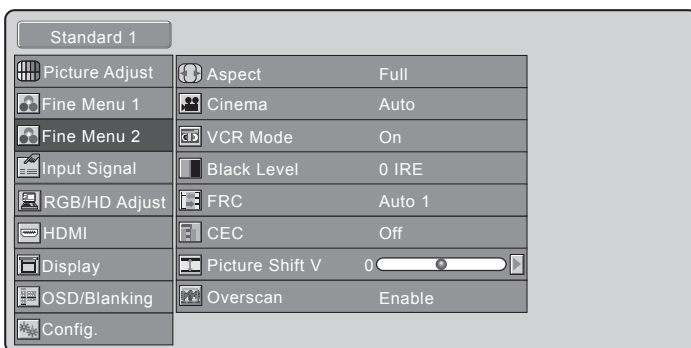 Standard 1
Picture Adjust
Fine Menu 1
Fine Menu 2
Input Signal
RGB/HD Adjust
HDMI
Display
OSD/Blanking
Config.
Aspect Full
Cinema Auto
VCR Mode On
Black Level 0 IRE
FRC Auto 1
CEC Off
Picture Shift V 0
Overscan Enable